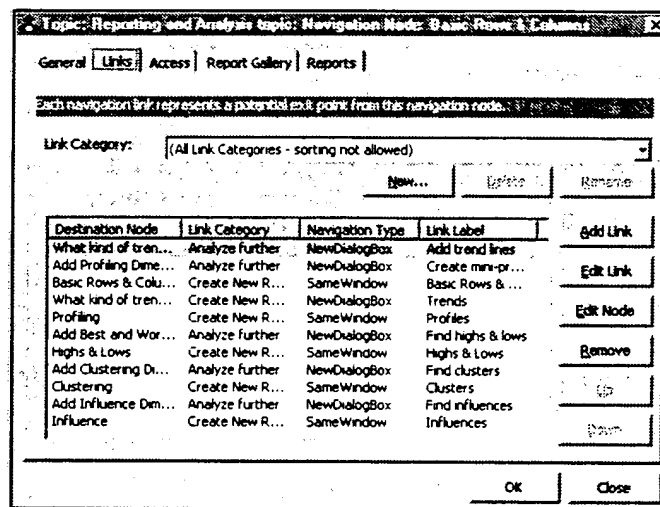 Topic: Reporting and Analysis topic: Navigation Node: Basic Rows & Columns
General Links Access Report Gallery Reports
Each navigation link represents a potential exit point from this navigation node.
Link Category: (All Link Categories - sorting not allowed)
New... Delete Rename
Destination Node Link Category Navigation Type Link Label
What kind of tren... Analyze further NewDialogBox Add trend lines
Add Profiling Dime... Analyze further NewDialogBox Create mini-pr...
Basic Rows & Colu... Create New R... SameWindow Basic Rows & ...
What kind of tren... Create New R... NewDialogBox Trends
Profiling Create New R... SameWindow Profiles
Add Best and Wor... Analyze further NewDialogBox Find highs & lows
Highs & Lows Create New R... SameWindow Highs & Lows
Add Clustering Di... Analyze further NewDialogBox Find clusters
Clustering Create New R... SameWindow Clusters
Add Influence Dim... Analyze further NewDialogBox Find influences
Influence Create New R... SameWindow Influences
Add Link
Edit Link
Edit Node
Remove
Up
Down
OK Close